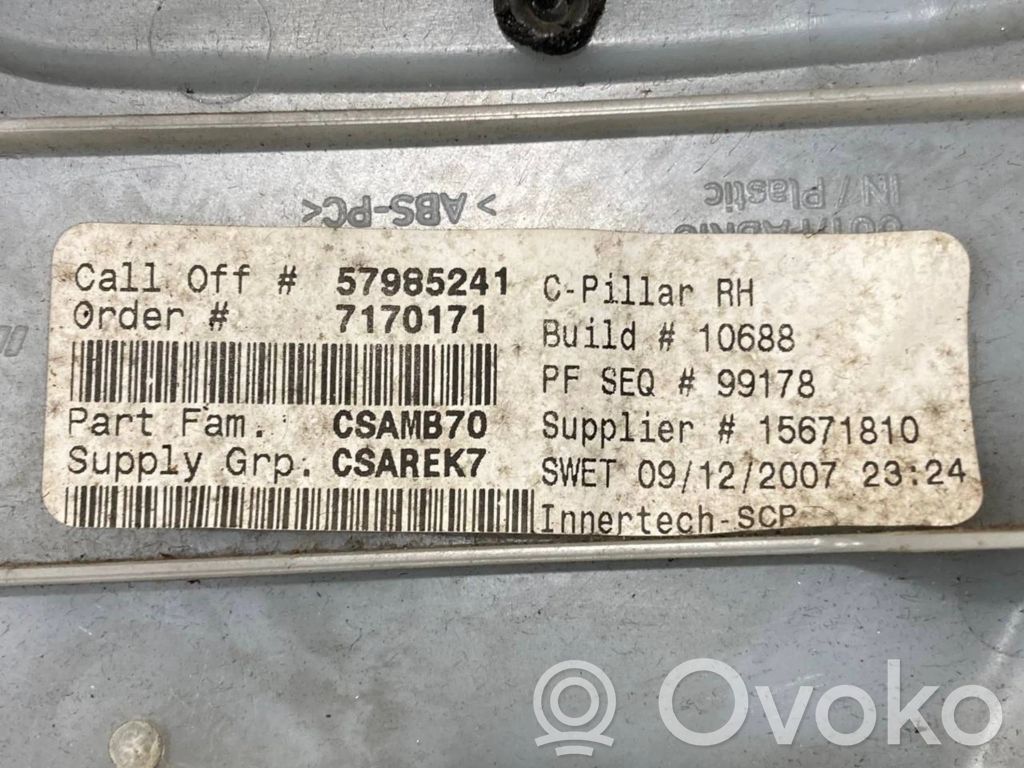 IN / Plastic
>ABS-PC<
Call Off # 57985241
Order # 7170171
Part Fam. CSAMB70
Supply Grp. CSAREK7
C-Pillar RH
Build # 10688
PF SEQ # 99178
Supplier # 15671810
SWET 09/12/2007 23:24
Innertech-SCP
Ovoko